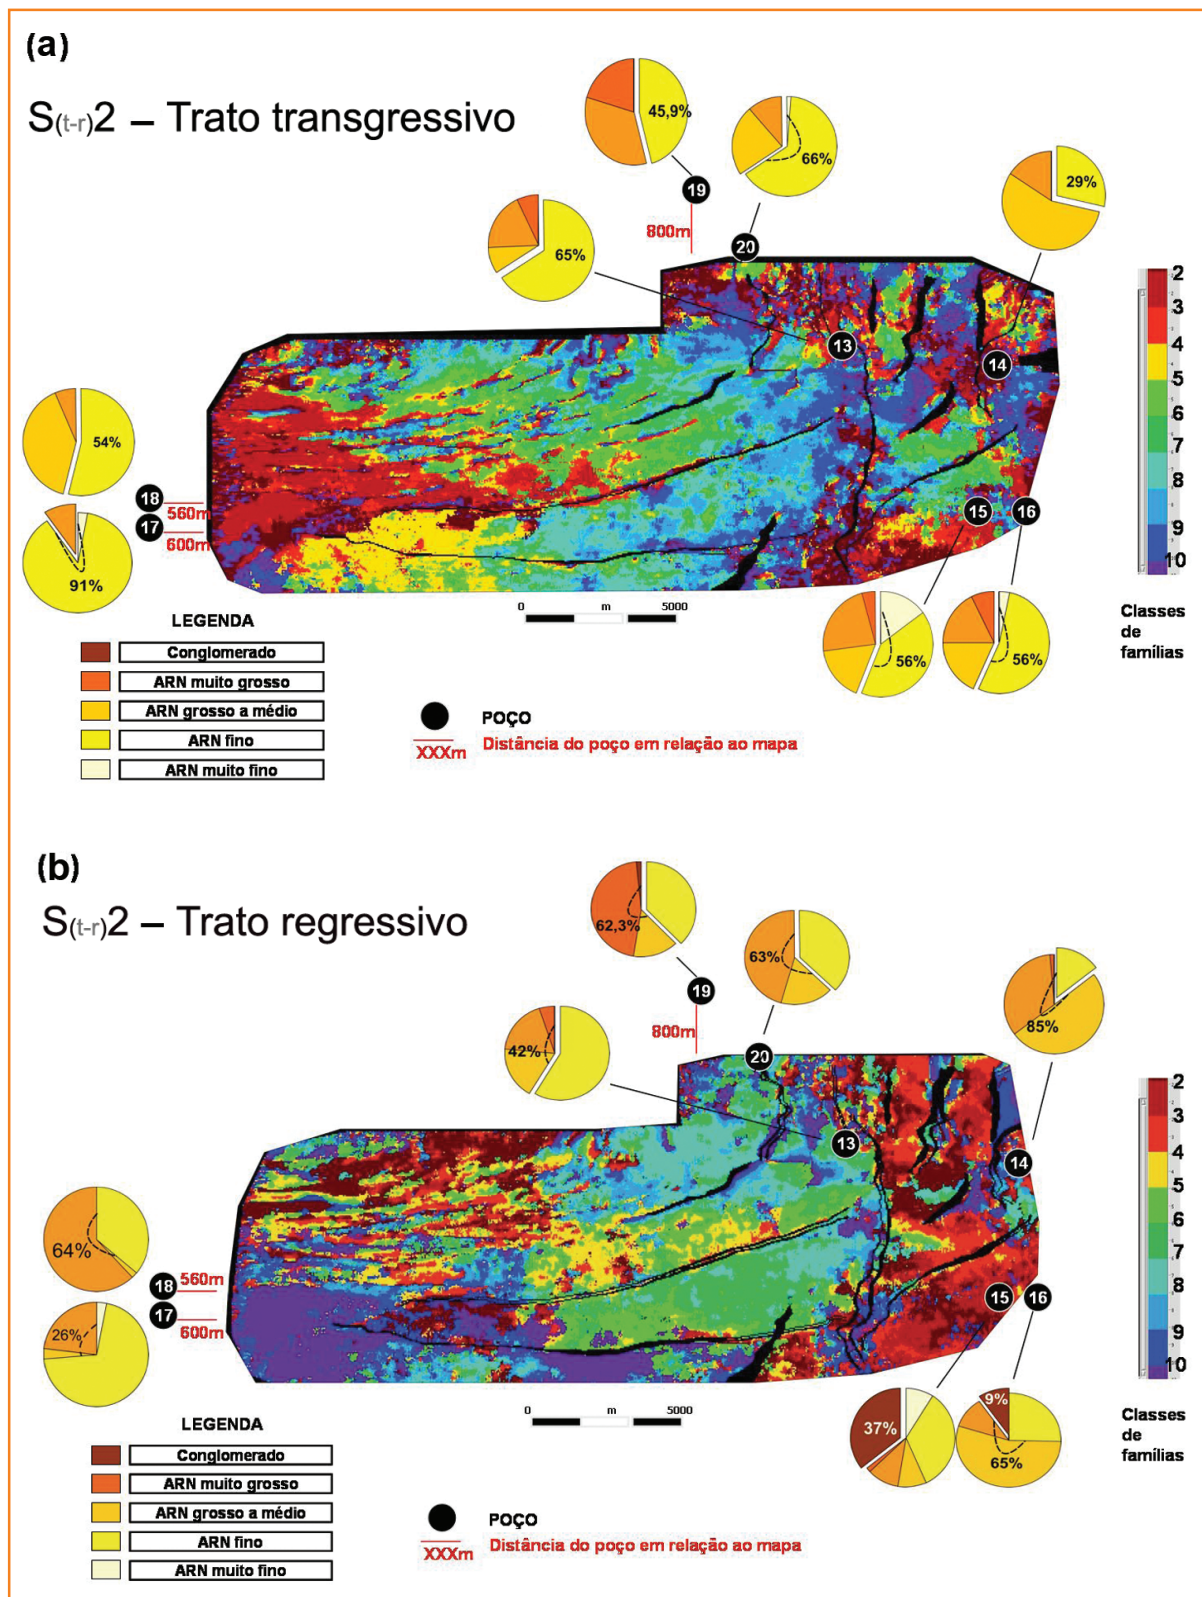 (a)
S(t-r)2 – Trato transgressivo
45,9%
66%
29%
19
800m
20
65%
13
14
2
3
4
5
6
7
8
9
10
54%
18
560m
17
600m
91%
15
16
56%
56%
Classes
de
famílias
0 m 5000
LEGENDA
Conglomerado
ARN muito grosso
ARN grosso a médio
ARN fino
ARN muito fino
POÇO
XXXm
Distância do poço em relação ao mapa
(b)
S(t-r)2 – Trato regressivo
62,3%
63%
85%
19
800m
20
42%
13
14
2
3
4
5
6
7
8
9
10
64%
18
560m
17
600m
26%
15
16
37%
9%
65%
Classes
de
famílias
0 m 5000
LEGENDA
Conglomerado
ARN muito grosso
ARN grosso a médio
ARN fino
ARN muito fino
POÇO
XXXm
Distância do poço em relação ao mapa